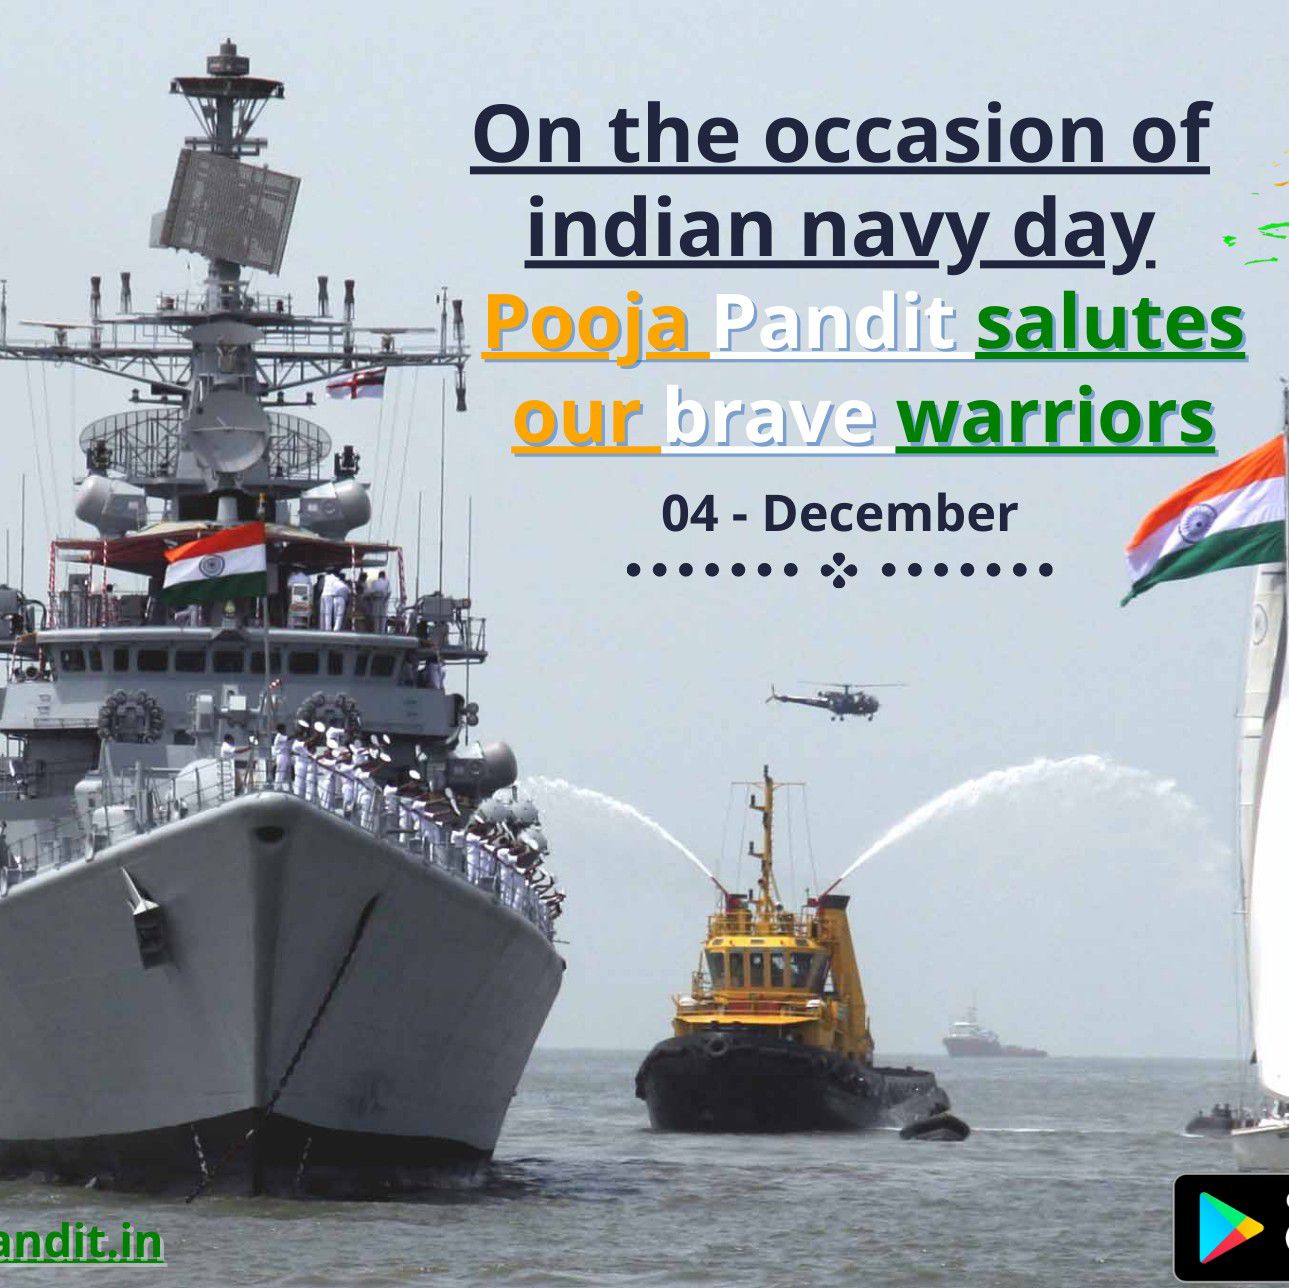 On the occasion of
indian navy day
Pooja Pandit salutes
our brave warriors
04 - December
andit.in